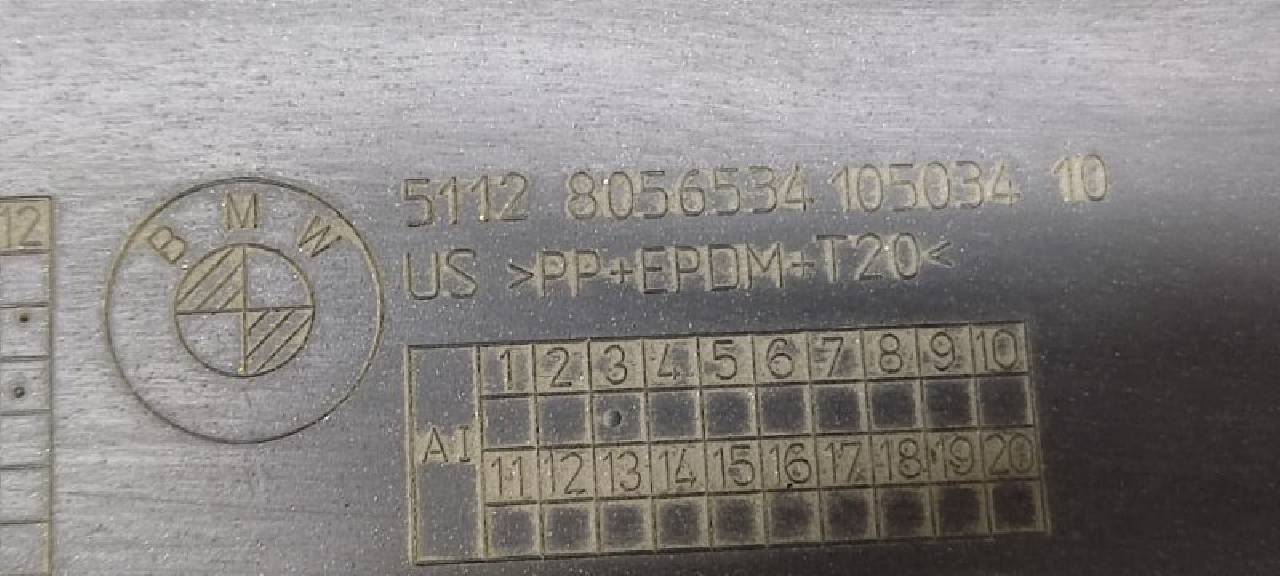 12
BMW
5112 8056534 105034 10
US >PP+EPDM+T20<
AI
1 2 3 4 5 6 7 8 9 10
11 12 13 14 15 16 17 18 19 20